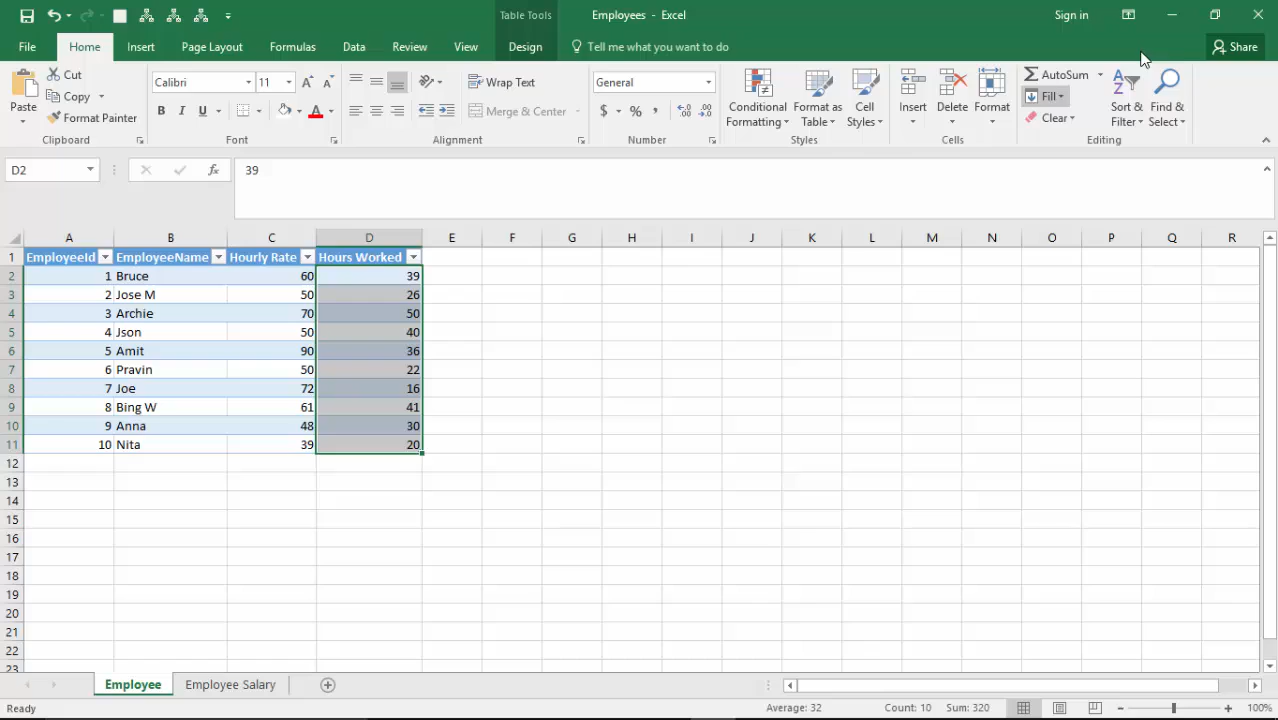 Table Tools
Employees - Excel
Sign in
File
Home
Insert
Page Layout
Formulas
Data
Review
View
Design
Tell me what you want to do
Share
Paste
Cut
Copy
Format Painter
Clipboard
Calibri
11
B I U
Font
Wrap Text
Merge & Center
Alignment
General
$ % ,
Number
Conditional Formatting
Format as Table
Cell Styles
Styles
Insert
Delete
Format
Cells
AutoSum
Fill
Clear
Sort & Filter
Find & Select
Editing
D2
fx
39
A B C D E F G H I J K L M N O P Q R
1 EmployeeId EmployeeName Hourly Rate Hours Worked
2 1 Bruce 60 39
3 2 Jose M 50 26
4 3 Archie 70 50
5 4 Json 50 40
6 5 Amit 90 36
7 6 Pravin 50 22
8 7 Joe 72 16
9 8 Bing W 61 41
10 9 Anna 48 30
11 10 Nita 39 20
12
13
14
15
16
17
18
19
20
21
22
23
Employee
Employee Salary
Ready
Average: 32
Count: 10
Sum: 320
100%